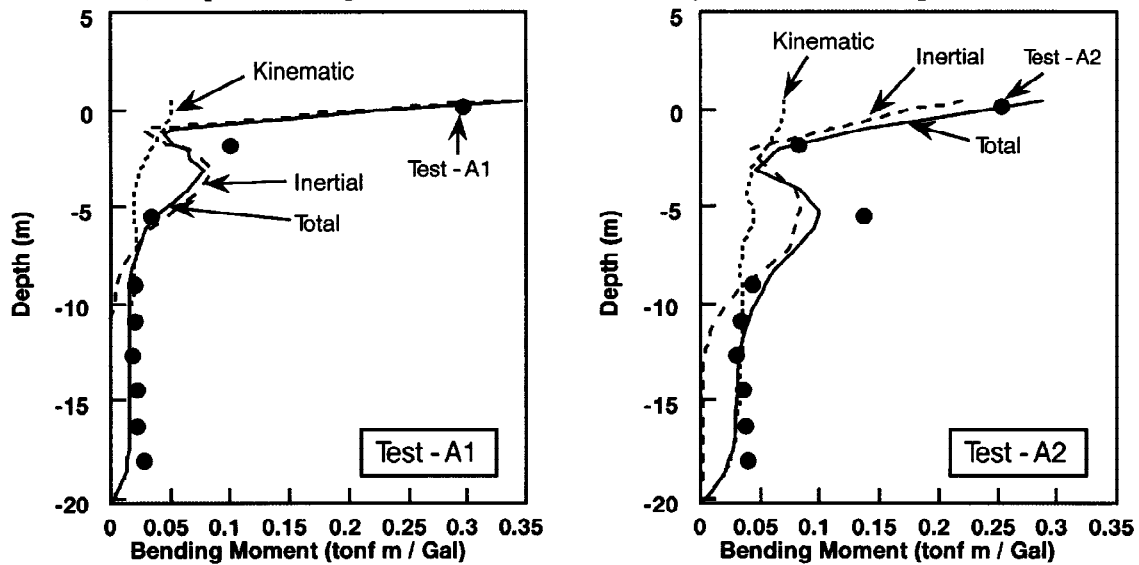 5
0
-5
-10
-15
-20
Depth (m)
Kinematic
Test - A1
Inertial
Total
Test - A1
0 0.05 0.1 0.15 0.2 0.25 0.3 0.35
Bending Moment (tonf m / Gal)
5
0
-5
-10
-15
-20
Depth (m)
Kinematic
Inertial
Test - A2
Total
Test - A2
0 0.05 0.1 0.15 0.2 0.25 0.3 0.35
Bending Moment (tonf m / Gal)